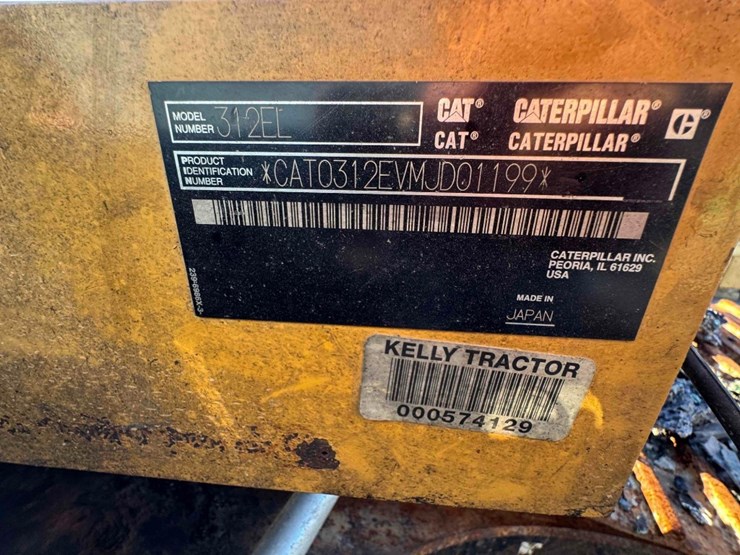 MODEL
NUMBER 312EL
CAT® CATERPILLAR® C®
CAT® CATERPILLAR®
PRODUCT
IDENTIFICATION
NUMBER *CAT0312EVMJD01199*
CATERPILLAR INC.
PEORIA, IL 61629
USA
MADE IN
JAPAN
KELLY TRACTOR
000574129